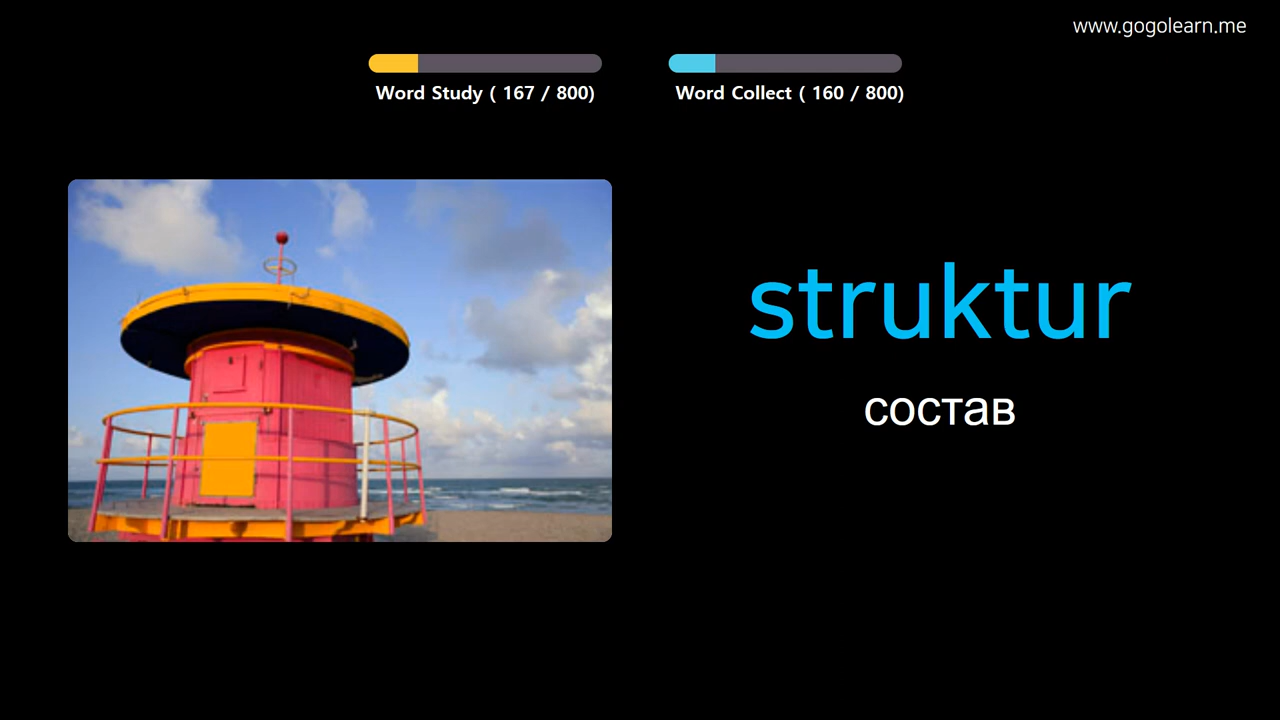 www.gogolearn.me
Word Study ( 167 / 800)
Word Collect ( 160 / 800)
struktur
состав